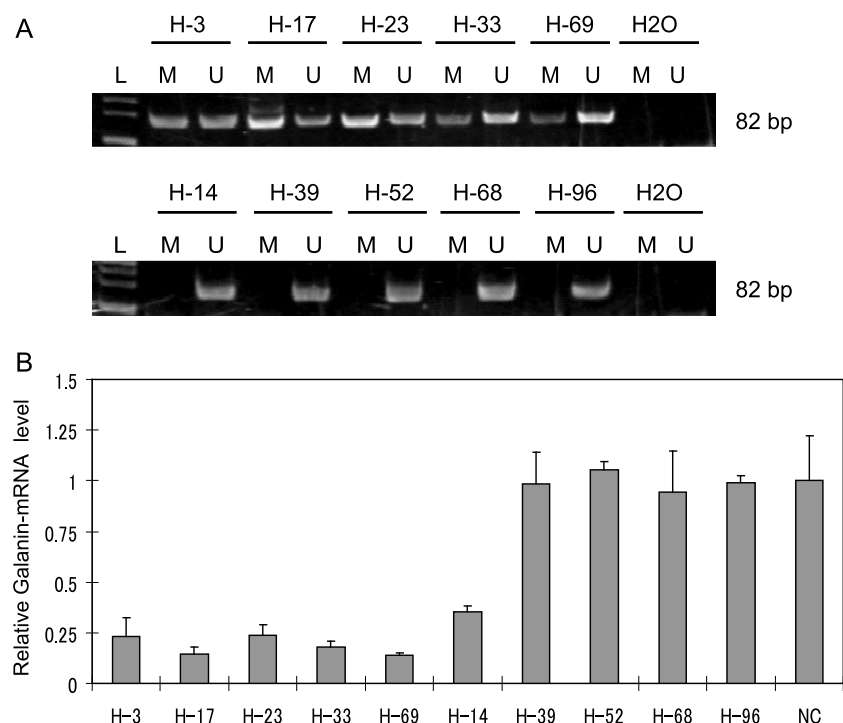 A
H-3 H-17 H-23 H-33 H-69 H2O
L M U M U M U M U M U M U
82 bp
H-14 H-39 H-52 H-68 H-96 H2O
L M U M U M U M U M U M U
82 bp
B
Relative Galanin-mRNA level
1.5
1.25
1
0.75
0.5
0.25
0
H-3 H-17 H-23 H-33 H-69 H-14 H-39 H-52 H-68 H-96 NC